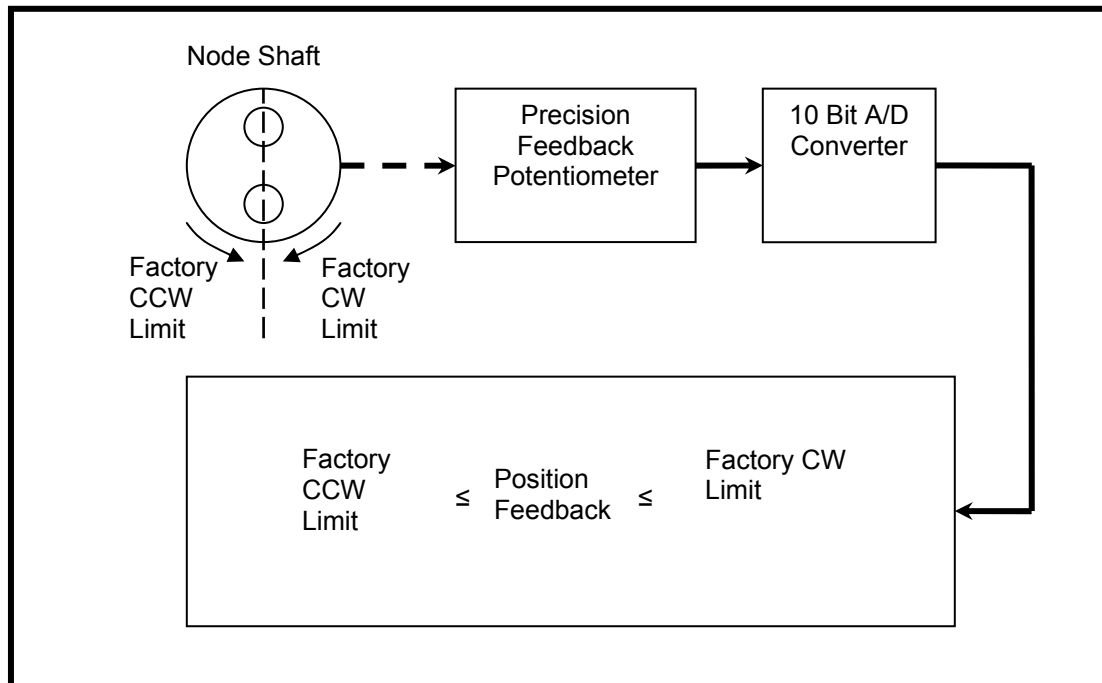 Node Shaft
Precision
Feedback
Potentiometer
10 Bit A/D
Converter
Factory
CCW
Limit
Factory
CW
Limit
Factory
CCW
Limit
≤
Position
Feedback
≤
Factory CW
Limit